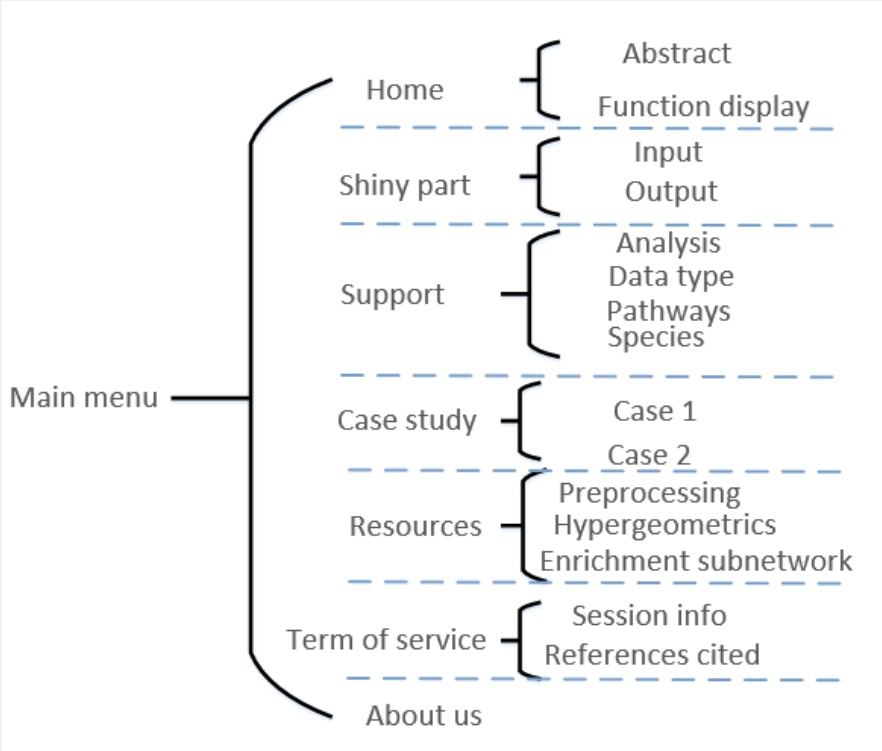 Main menu
Home
Abstract
Function display
Shiny part
Input
Output
Support
Analysis
Data type
Pathways
Species
Case study
Case 1
Case 2
Resources
Preprocessing
Hypergeometrics
Enrichment subnetwork
Term of service
Session info
References cited
About us